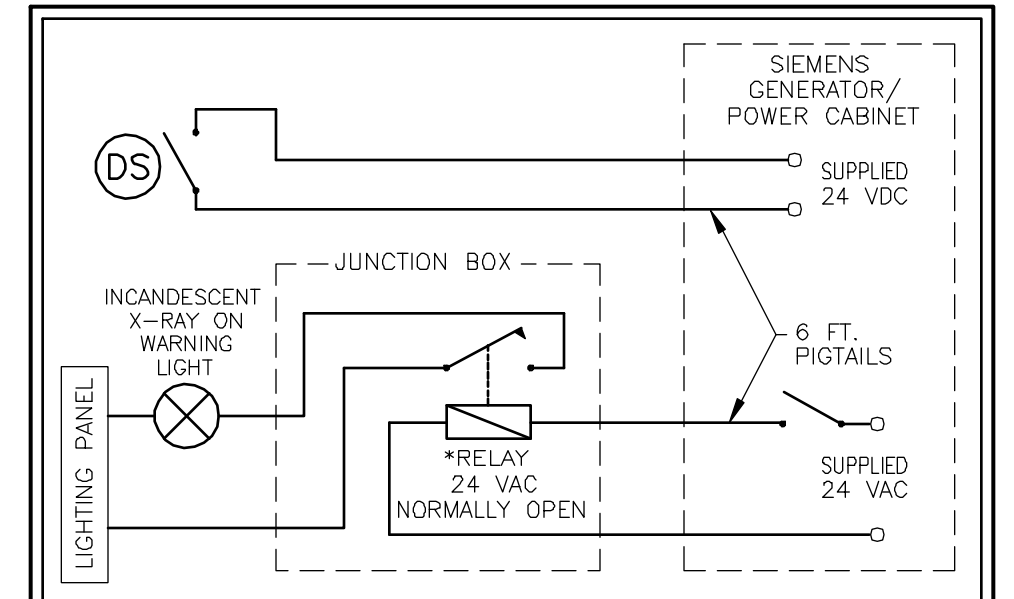 SIEMENS
GENERATOR/
POWER CABINET
DS
SUPPLIED
24 VDC
JUNCTION BOX
INCANDESCENT
X-RAY ON
WARNING
LIGHT
6 FT.
PIGTAILS
LIGHTING PANEL
*RELAY
24 VAC
NORMALLY OPEN
SUPPLIED
24 VAC